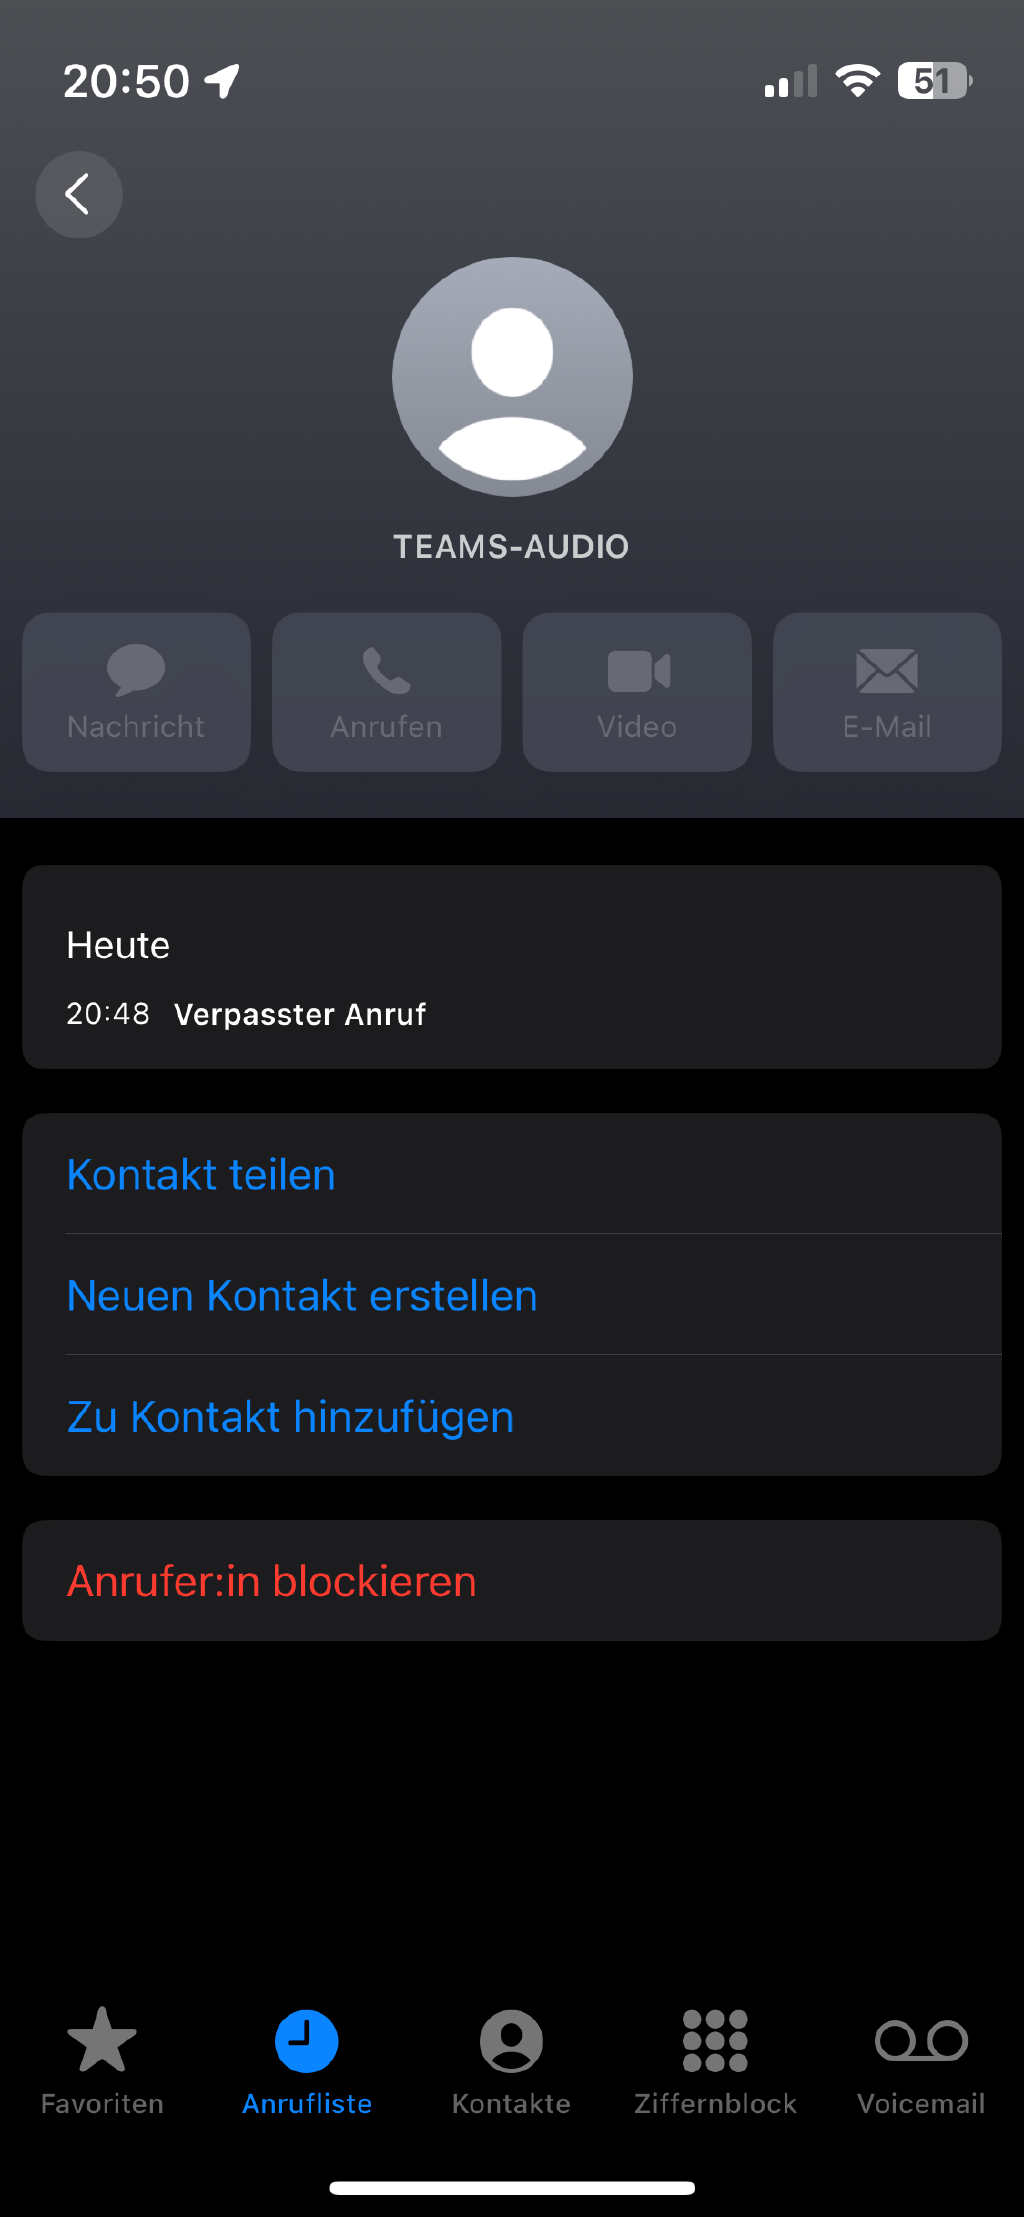 20:50
51
TEAMS-AUDIO
Nachricht Anrufen Video E-Mail
Heute
20:48 Verpasster Anruf
Kontakt teilen
Neuen Kontakt erstellen
Zu Kontakt hinzufügen
Anrufer:in blockieren
Favoriten Anrufliste Kontakte Ziffernblock Voicemail